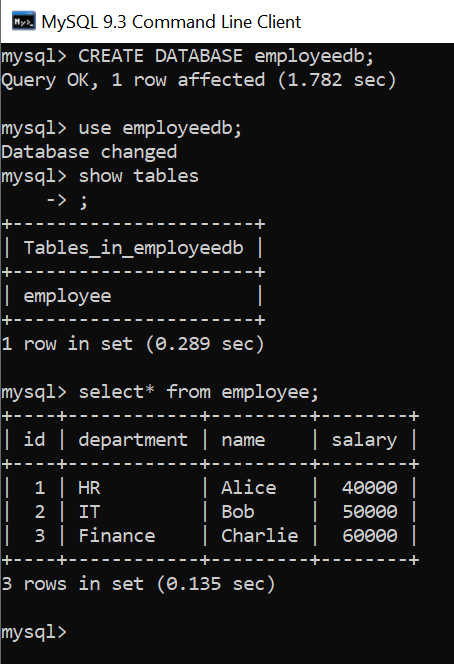 MySQL 9.3 Command Line Client
mysql> CREATE DATABASE employeedb;
Query OK, 1 row affected (1.782 sec)
mysql> use employeedb;
Database changed
mysql> show tables
    -> ;
+----------------------+
| Tables_in_employeedb |
+----------------------+
| employee             |
+----------------------+
1 row in set (0.289 sec)
mysql> select* from employee;
+----+------------+---------+--------+
| id | department | name    | salary |
+----+------------+---------+--------+
|  1 | HR         | Alice   |  40000 |
|  2 | IT         | Bob     |  50000 |
|  3 | Finance    | Charlie |  60000 |
+----+------------+---------+--------+
3 rows in set (0.135 sec)
mysql>